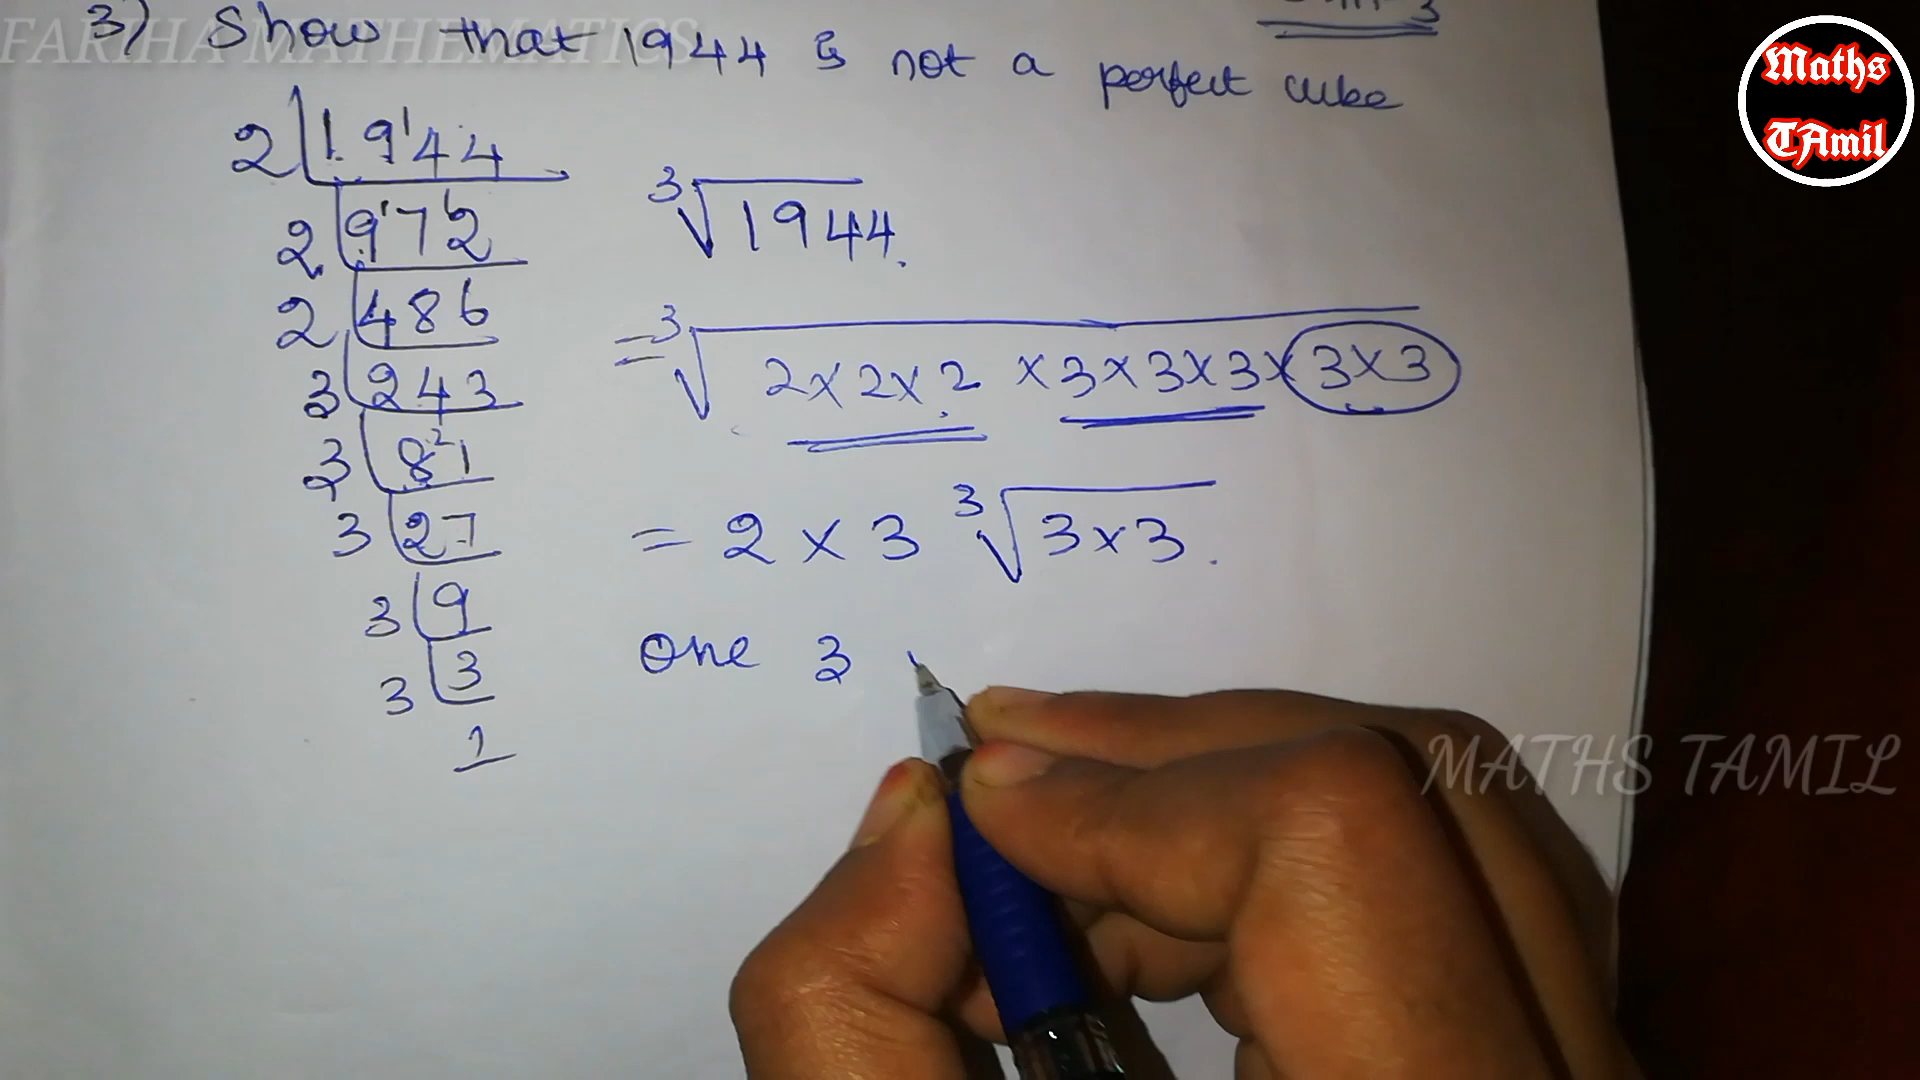 3) Show that 1944 is not a perfect cube
FARIHA MATHEMATICS
Maths
TAmil
2 | 1944
2 | 972
2 | 486
3 | 243
3 | 81
3 | 27
3 | 9
3 | 3
1
∛1944.
= ∛2×2×2 ×3×3×3×3×3
= 2 × 3 ∛3×3.
One 3
MATHS TAMIL